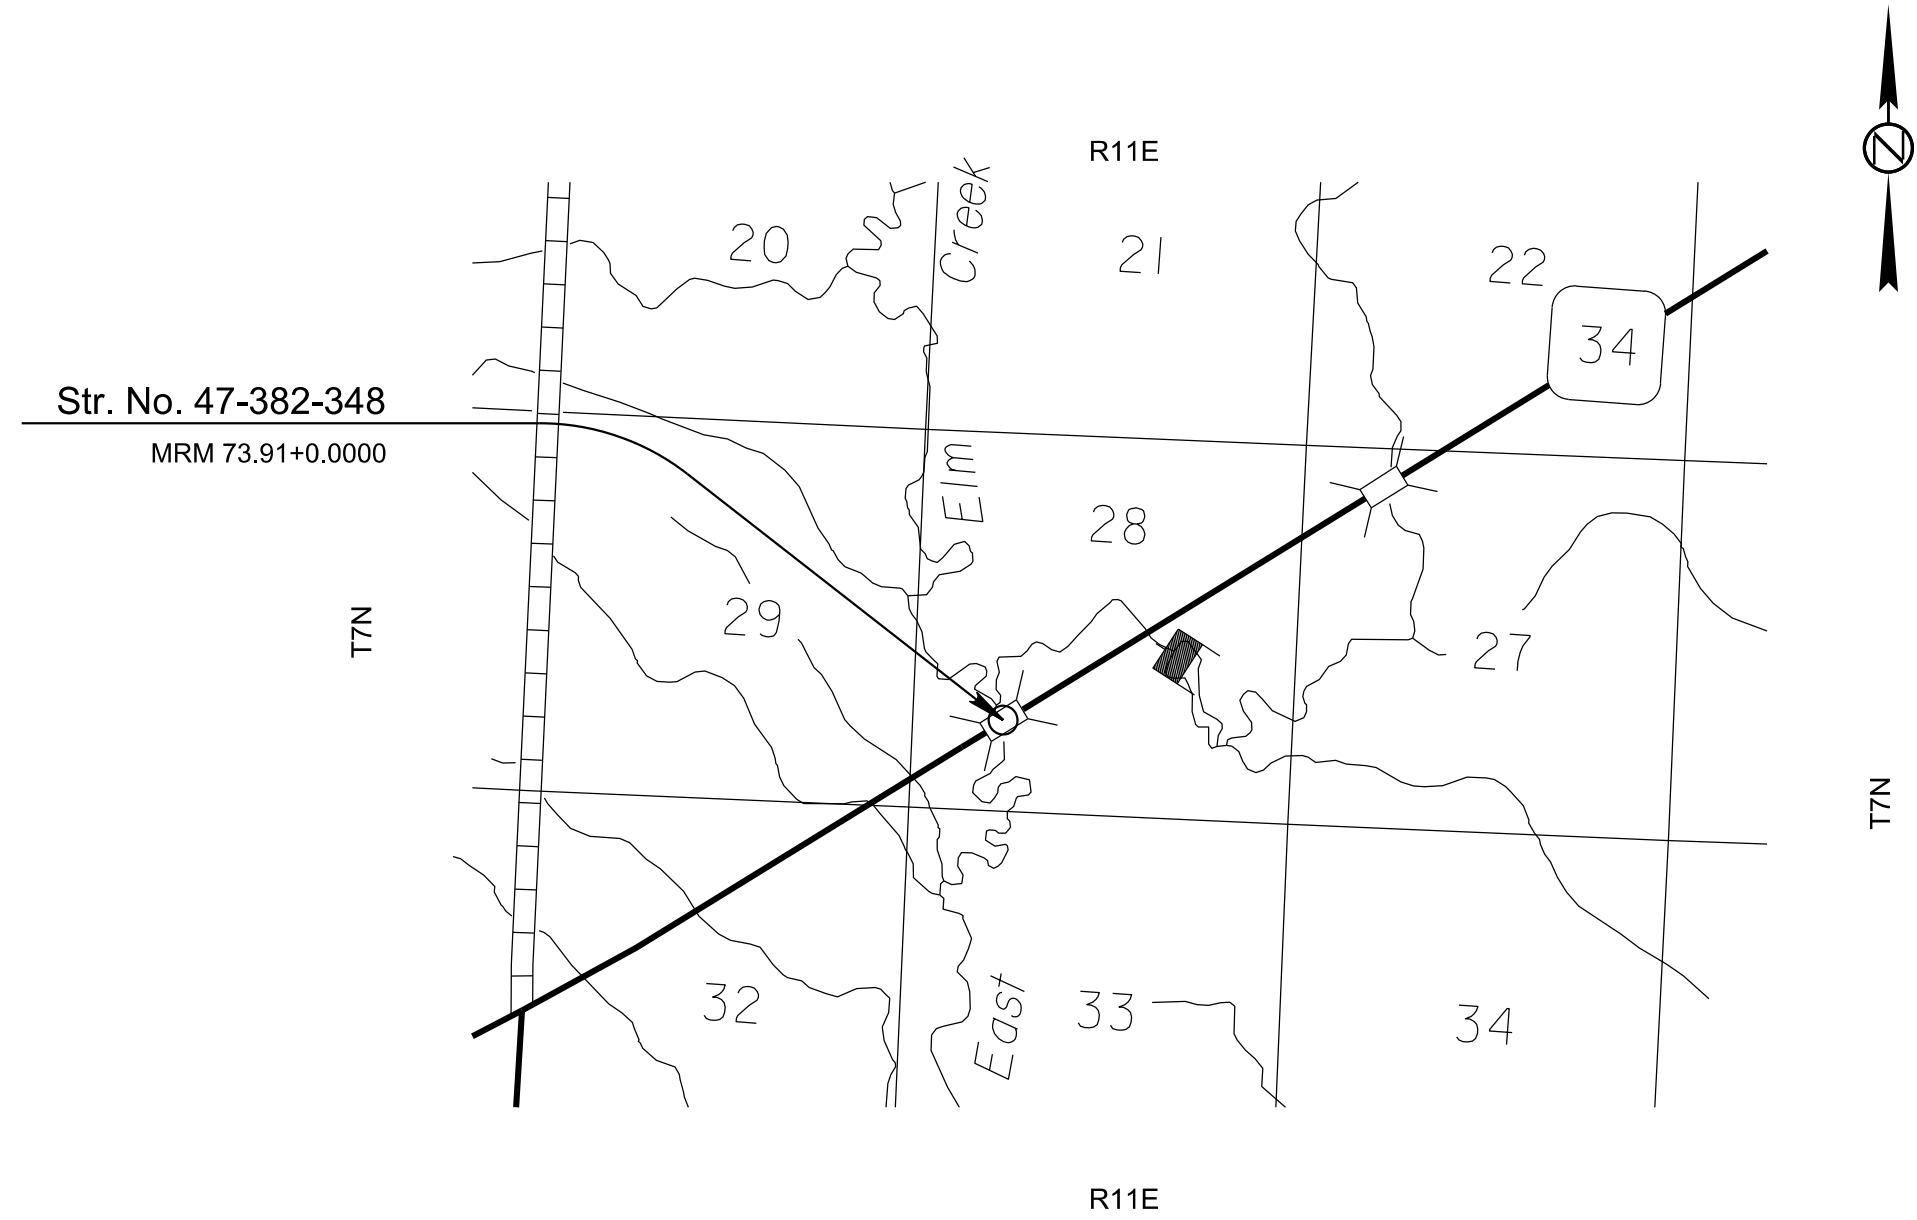 N
R11E
Creek
20
21
22
34
Str. No. 47-382-348
MRM 73.91+0.0000
Elm
28
29
T7N
27
T7N
East
32
33
34
R11E